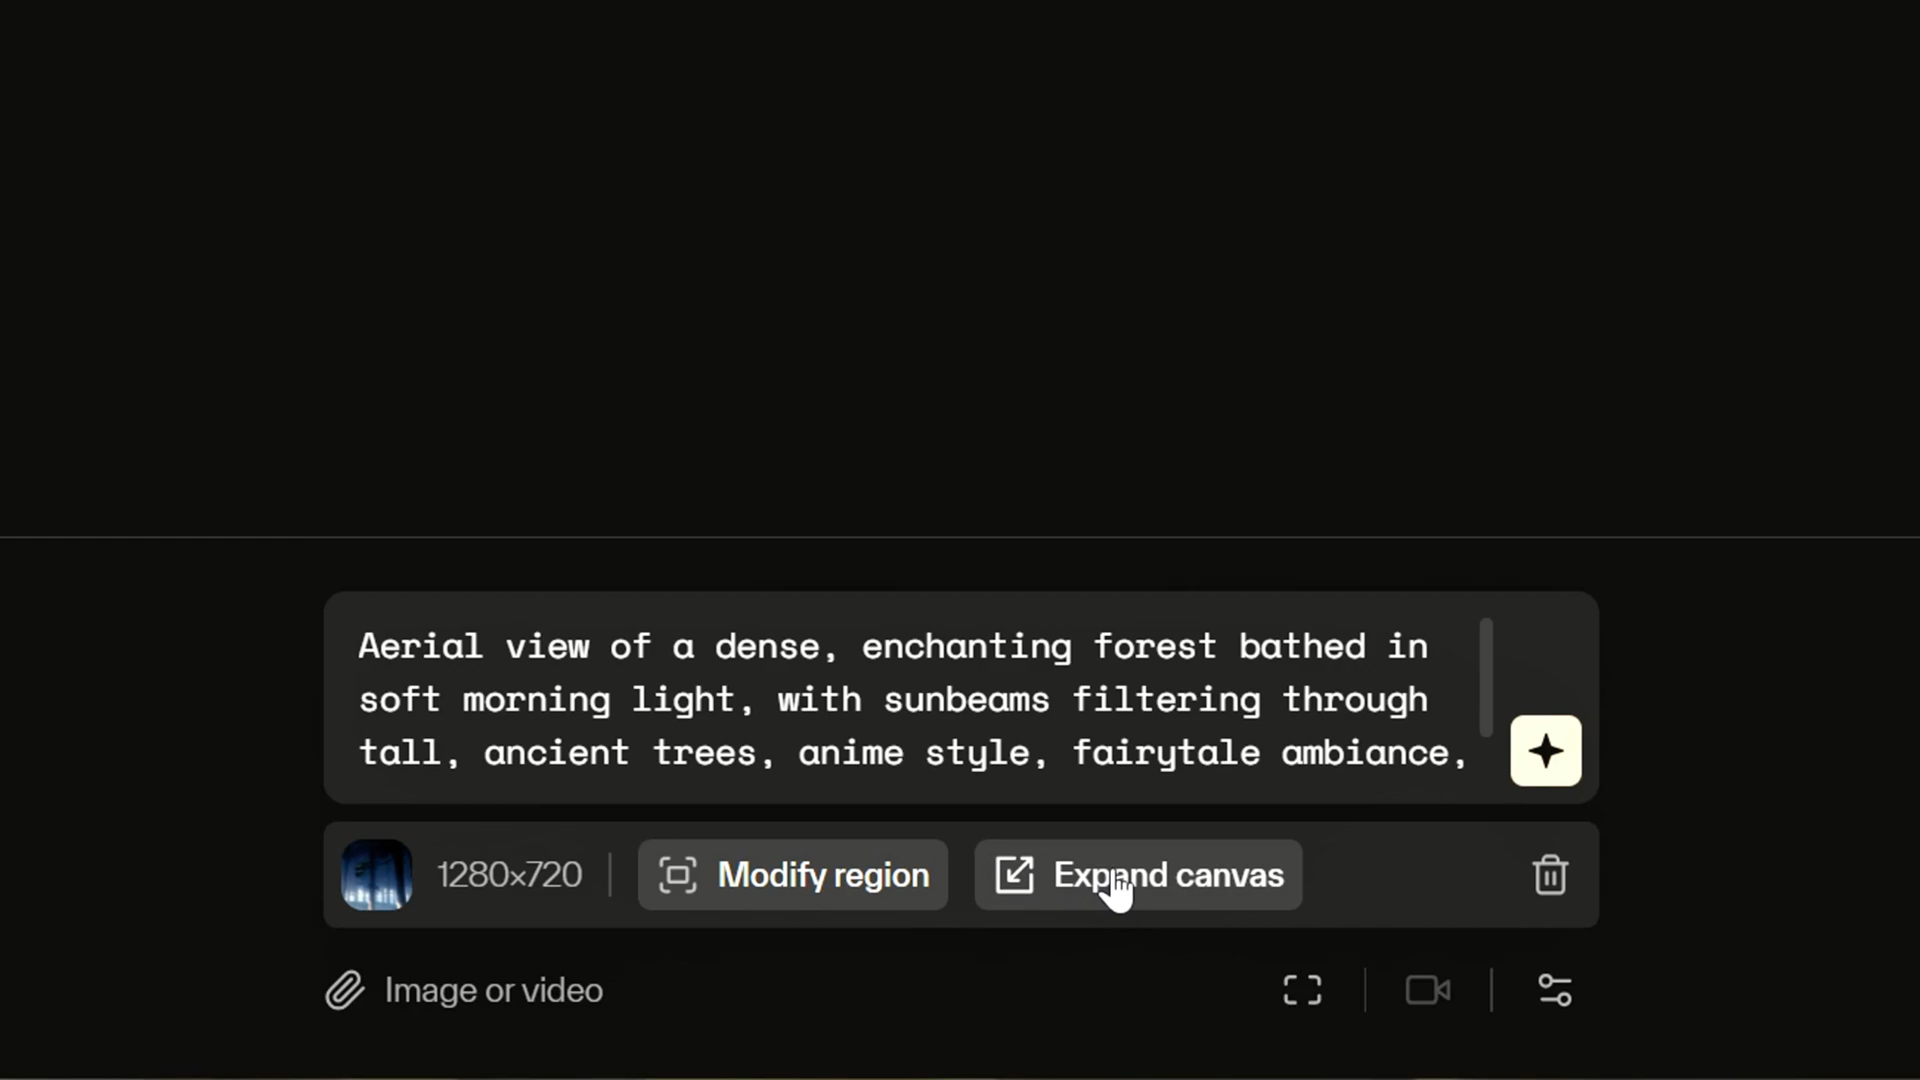 Aerial view of a dense, enchanting forest bathed in
soft morning light, with sunbeams filtering through
tall, ancient trees, anime style, fairytale ambiance,
1280×720 Modify region Expand canvas
Image or video